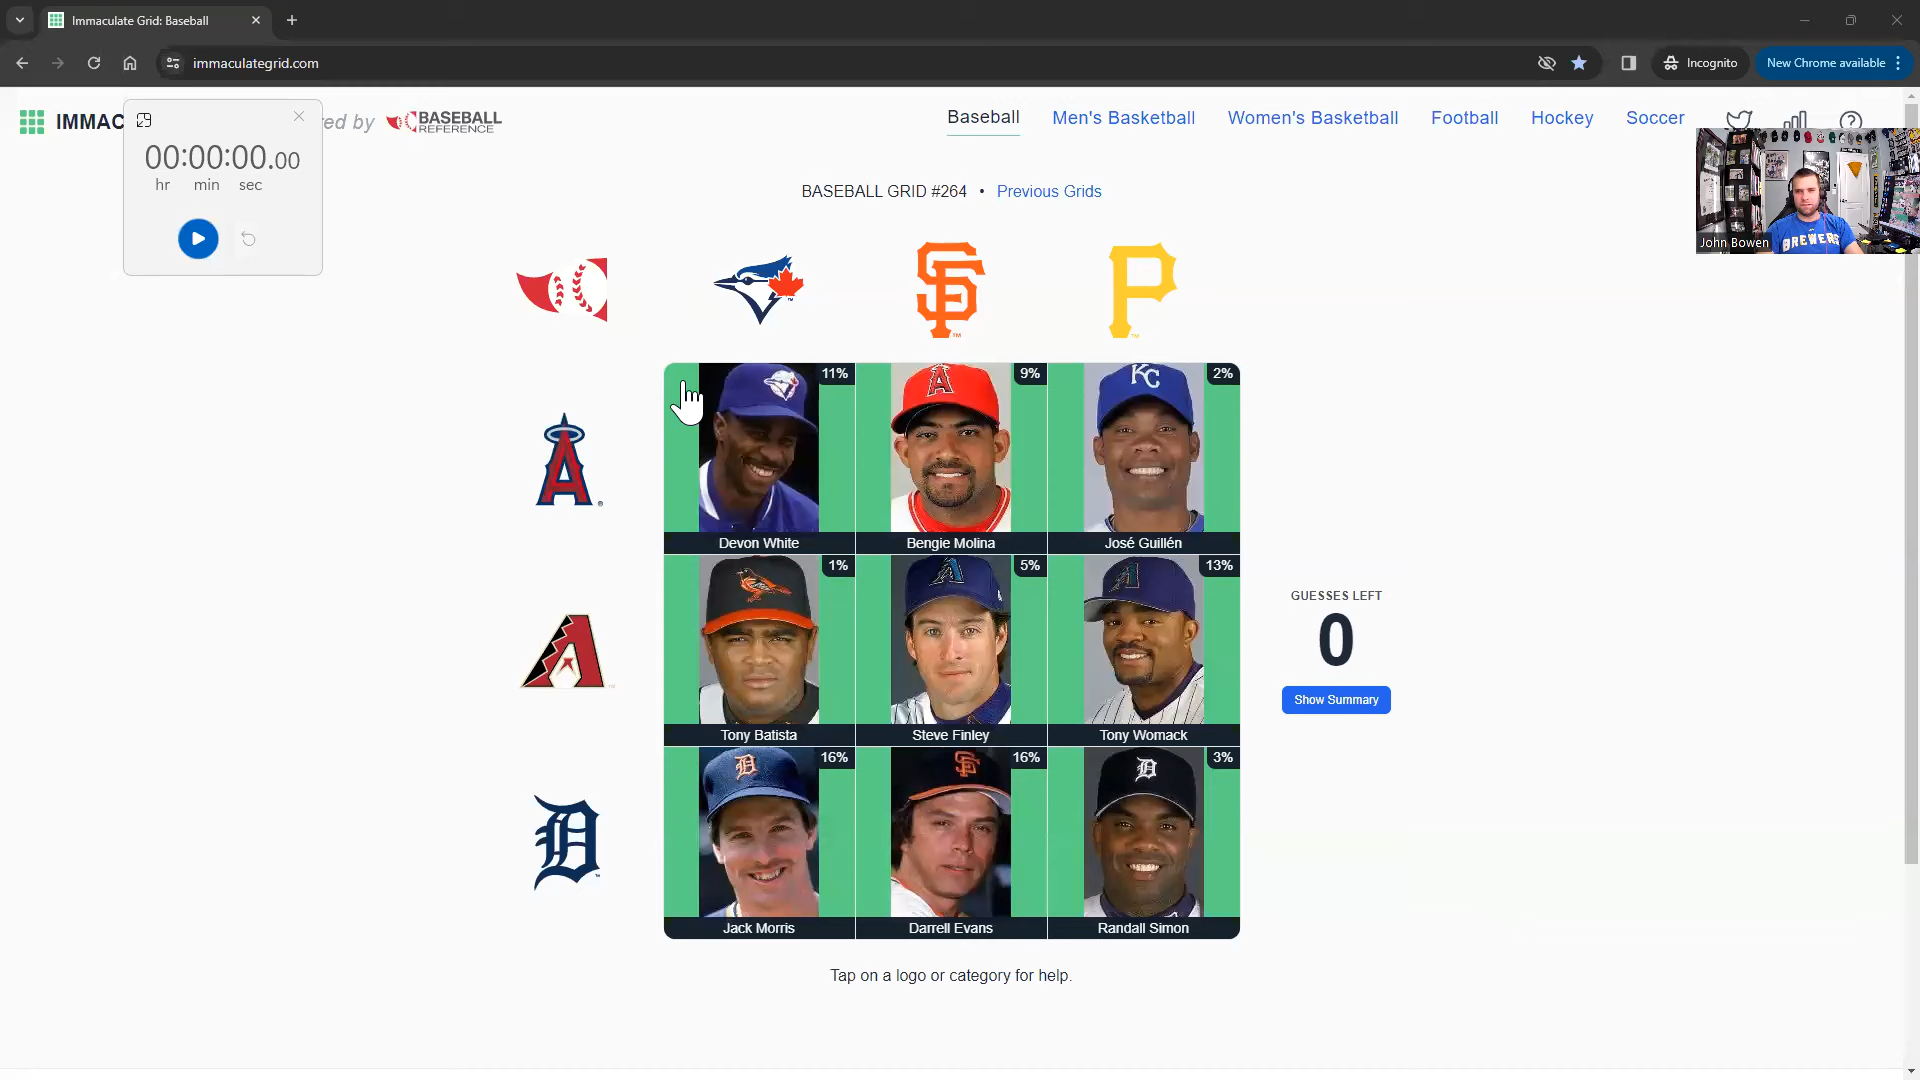 Immaculate Grid: Baseball
immaculategrid.com
Incognito
New Chrome available
IMMAC
ed by
BASEBALL
REFERENCE
Baseball
Men's Basketball
Women's Basketball
Football
Hockey
Soccer
00:00:00.00
hr min sec
BASEBALL GRID #264 • Previous Grids
BREWERS
John Bowen
SF
P
11%
9%
KC
2%
A
Devon White
Bengie Molina
José Guillén
1%
5%
13%
A
Tony Batista
Steve Finley
Tony Womack
GUESSES LEFT
0
Show Summary
16%
16%
3%
D
Jack Morris
Darrell Evans
Randall Simon
Tap on a logo or category for help.